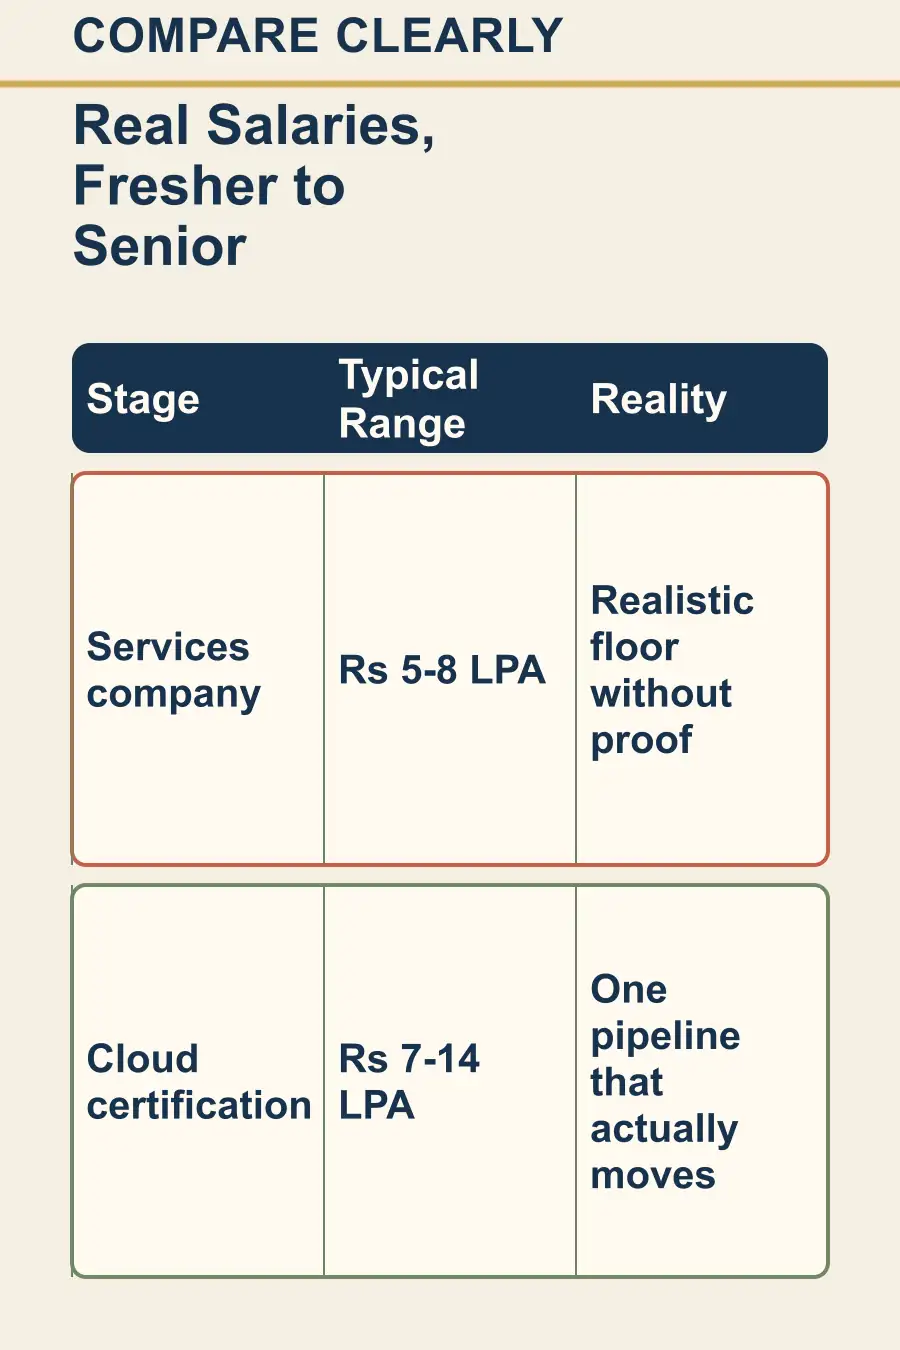 COMPARE CLEARLY
Real Salaries,
Fresher to
Senior
Stage
Typical
Range
Reality
Services
company
Rs 5-8 LPA
Realistic
floor
without
proof
Cloud
certification
Rs 7-14
LPA
One
pipeline
that
actually
moves